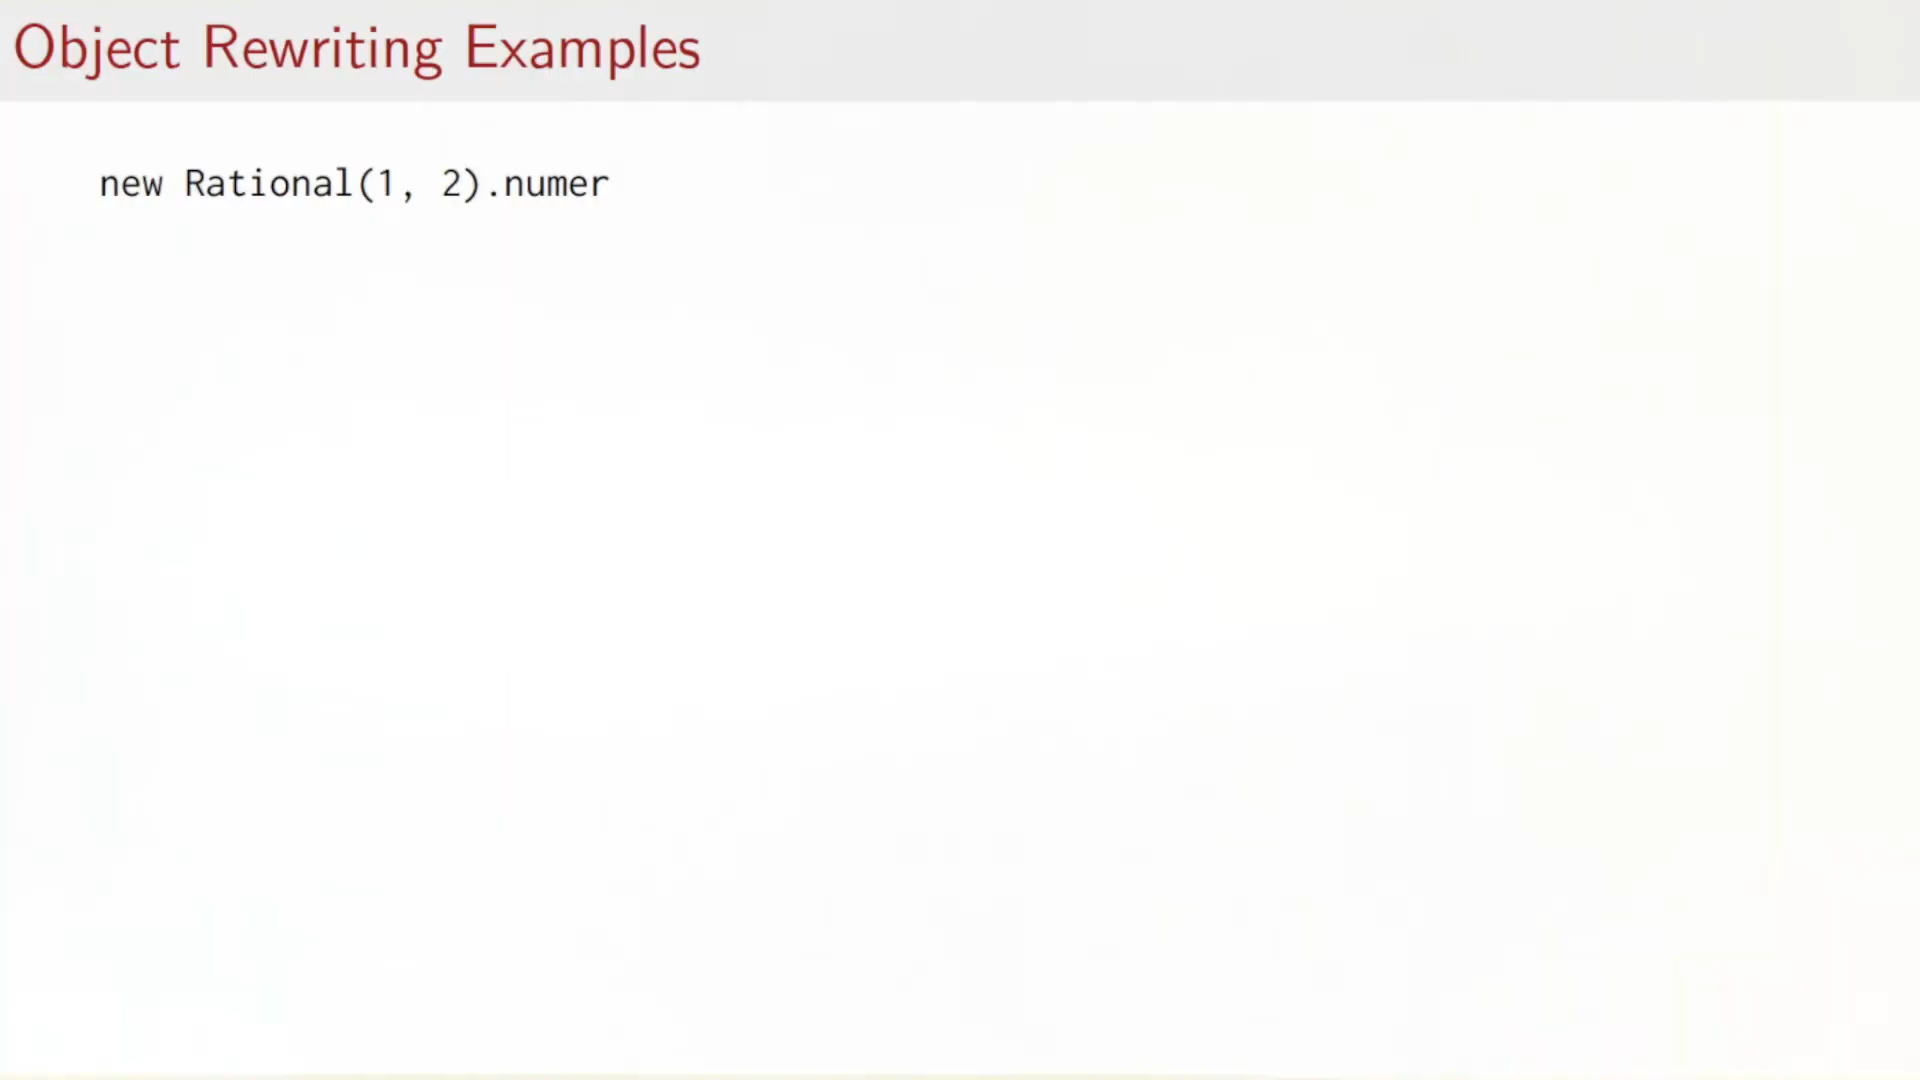 Object Rewriting Examples
new Rational(1, 2).numer